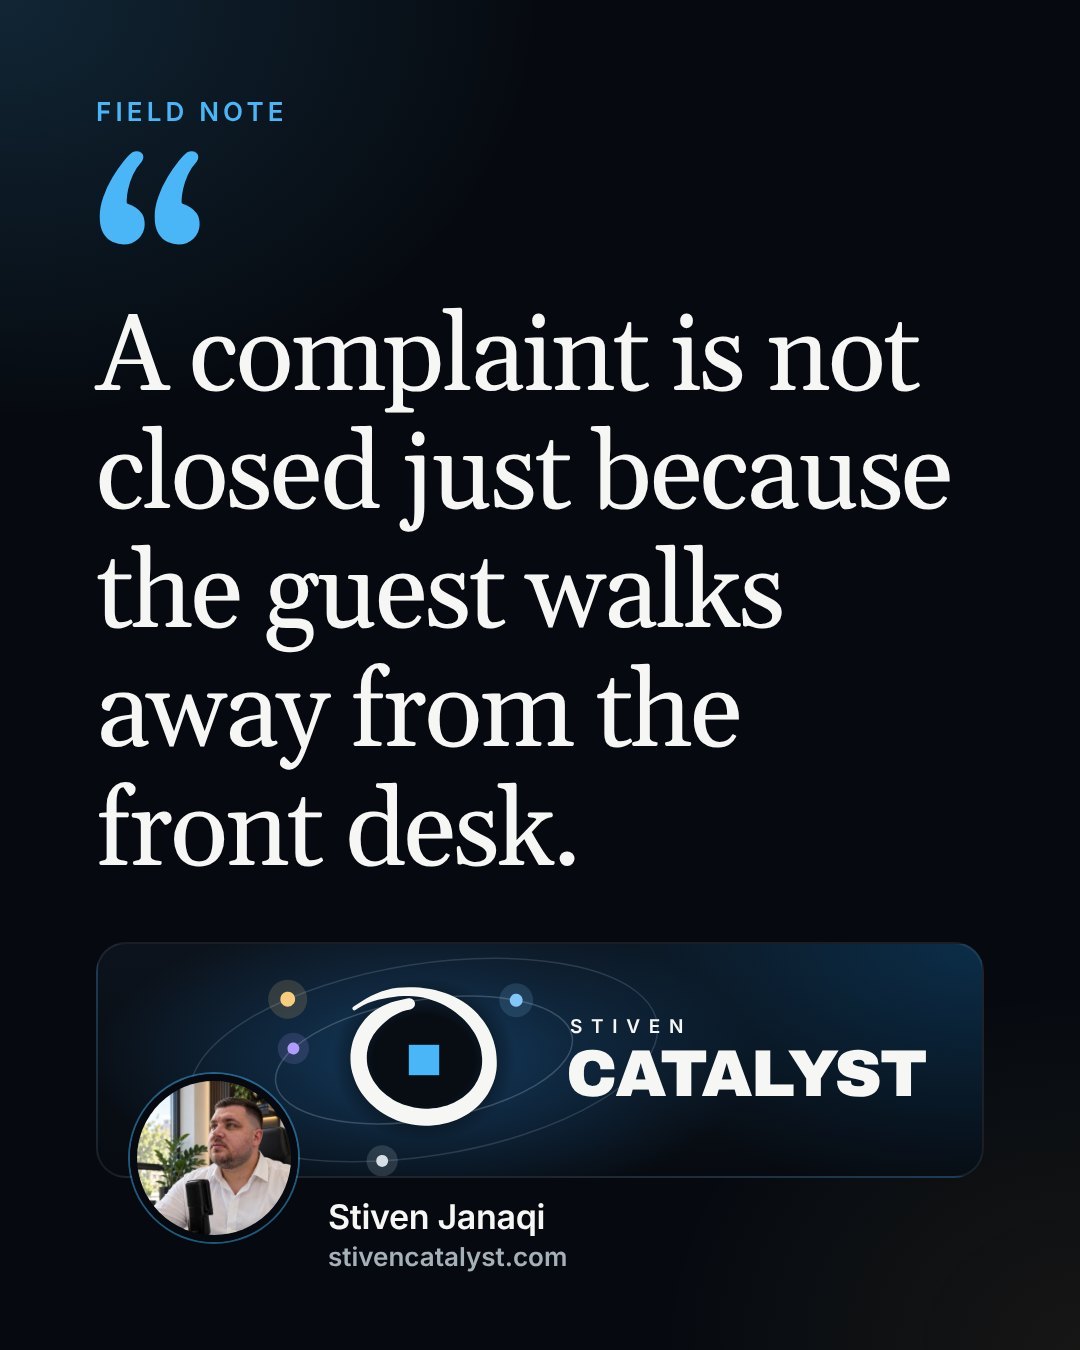 FIELD NOTE
“
A complaint is not
closed just because
the guest walks
away from the
front desk.
STIVEN
CATALYST
Stiven Janaqi
stivencatalyst.com